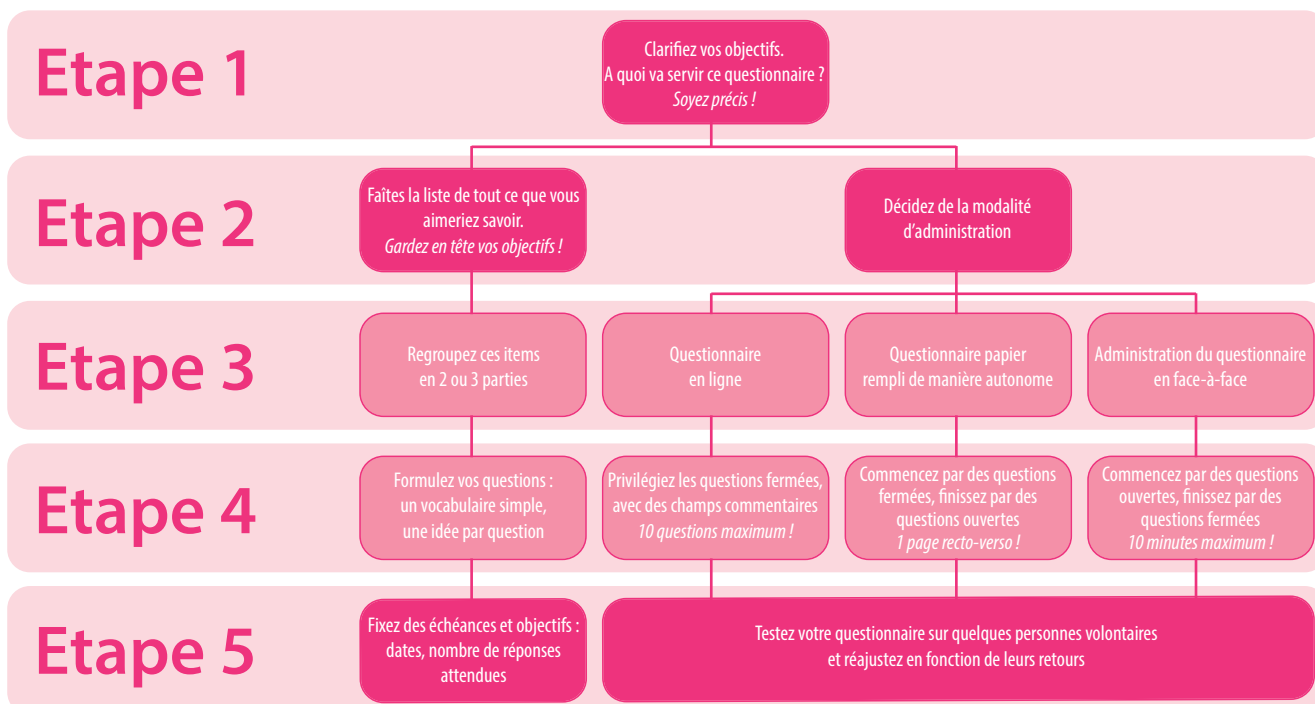 Etape 1
Clarifiez vos objectifs.
A quoi va servir ce questionnaire ?
Soyez précis !
Etape 2
Faîtes la liste de tout ce que vous
aimeriez savoir.
Gardez en tête vos objectifs !
Décidez de la modalité
d'administration
Etape 3
Regroupez ces items
en 2 ou 3 parties
Questionnaire
en ligne
Questionnaire papier
rempli de manière autonome
Administration du questionnaire
en face-à-face
Etape 4
Formulez vos questions :
un vocabulaire simple,
une idée par question
Privilégiez les questions fermées,
avec des champs commentaires
10 questions maximum !
Commencez par des questions
fermées, finissez par des
questions ouvertes
1 page recto-verso !
Commencez par des questions
ouvertes, finissez par des
questions fermées
10 minutes maximum !
Etape 5
Fixez des échéances et objectifs :
dates, nombre de réponses
attendues
Testez votre questionnaire sur quelques personnes volontaires
et réajustez en fonction de leurs retours